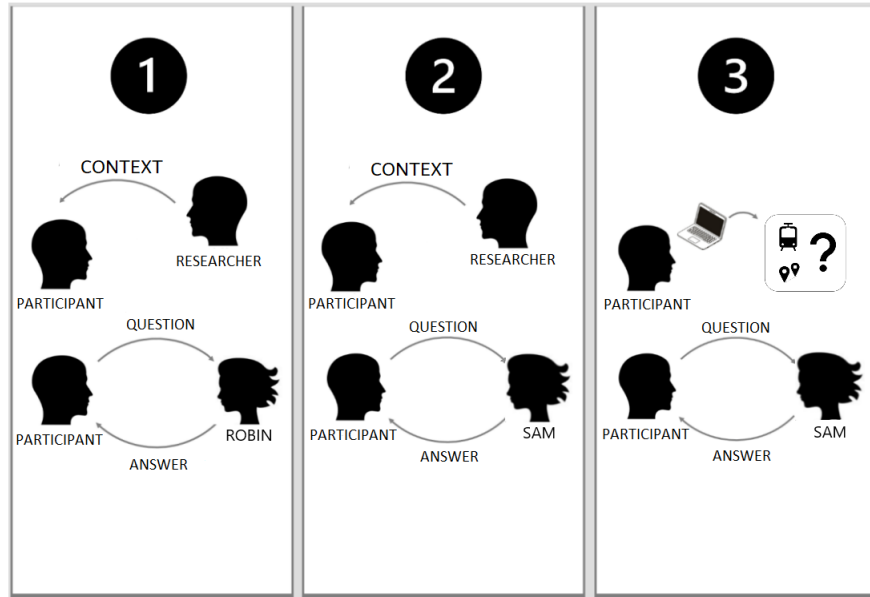 1
CONTEXT
RESEARCHER
PARTICIPANT
QUESTION
PARTICIPANT
ROBIN
ANSWER
2
CONTEXT
RESEARCHER
PARTICIPANT
QUESTION
PARTICIPANT
SAM
ANSWER
3
?
PARTICIPANT
QUESTION
PARTICIPANT
SAM
ANSWER